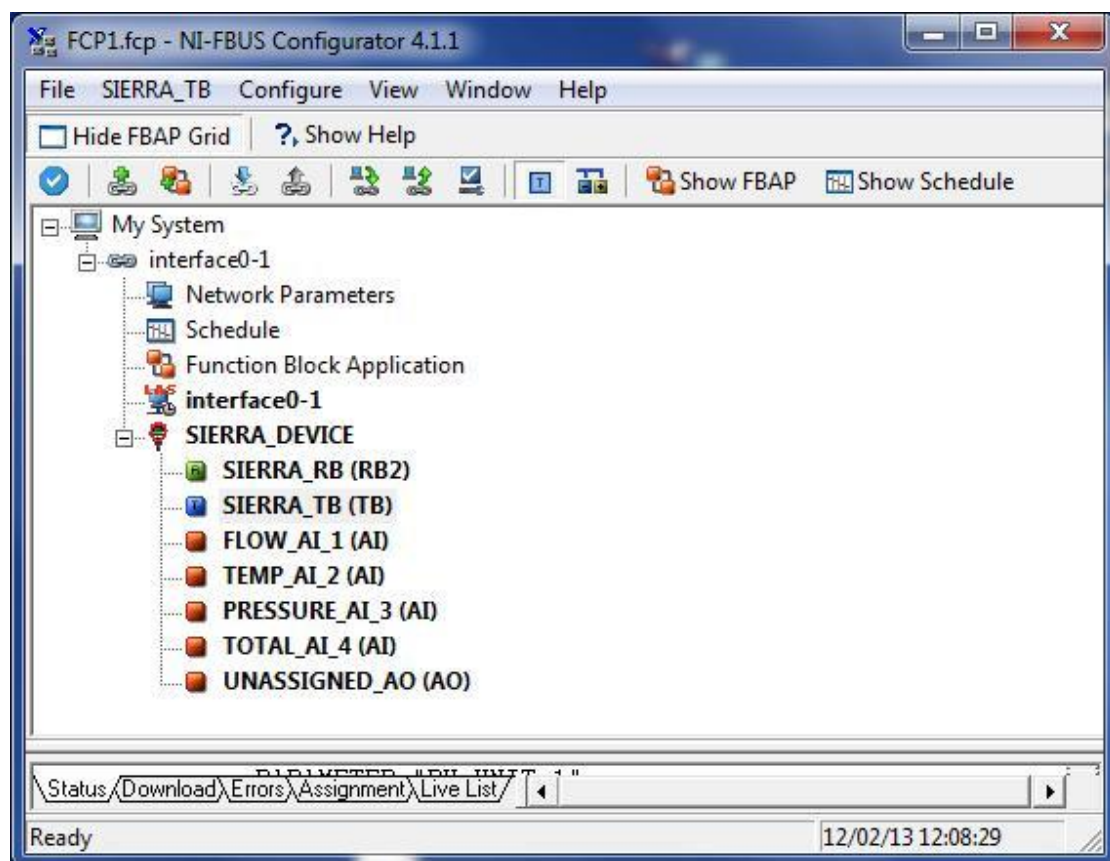 FCP1.fcp - NI-FBUS Configurator 4.1.1
File SIERRA_TB Configure View Window Help
Hide FBAP Grid ?, Show Help
Show FBAP Show Schedule
My System
interface0-1
Network Parameters
Schedule
Function Block Application
interface0-1
SIERRA_DEVICE
SIERRA_RB (RB2)
SIERRA_TB (TB)
FLOW_AI_1 (AI)
TEMP_AI_2 (AI)
PRESSURE_AI_3 (AI)
TOTAL_AI_4 (AI)
UNASSIGNED_AO (AO)
Status Download Errors Assignment Live List
Ready 12/02/13 12:08:29